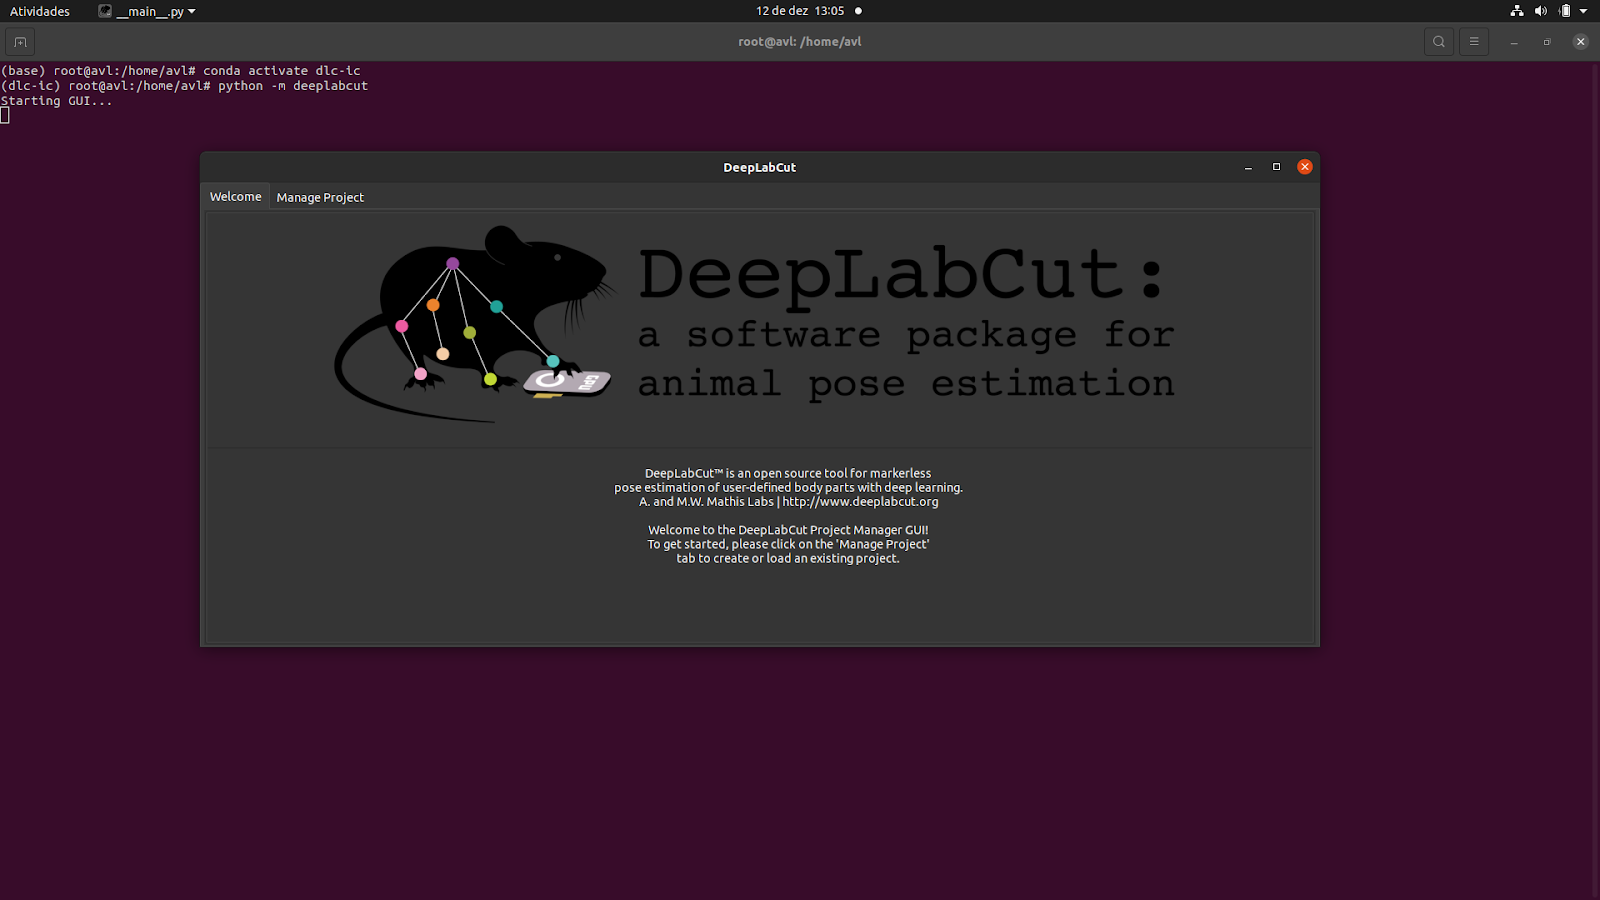 Atividades
__main__.py
12 de dez 13:05
root@avl: /home/avl
(base) root@avl:/home/avl# conda activate dlc-ic
(dlc-ic) root@avl:/home/avl# python -m deeplabcut
Starting GUI...
DeepLabCut
Welcome
Manage Project
DeepLabCut:
a software package for
animal pose estimation
GPU
DeepLabCut™ is an open source tool for markerless
pose estimation of user-defined body parts with deep learning.
A. and M.W. Mathis Labs | http://www.deeplabcut.org
Welcome to the DeepLabCut Project Manager GUI!
To get started, please click on the 'Manage Project'
tab to create or load an existing project.